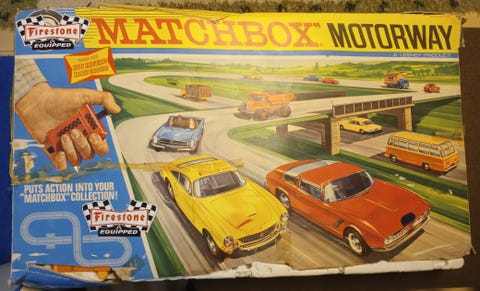 Firestone
EQUIPPED
MATCHBOX" MOTORWAY
A LESNEY PRODUCT
PUTS ACTION INTO YOUR
"MATCHBOX" COLLECTION!
Firestone
EQUIPPED